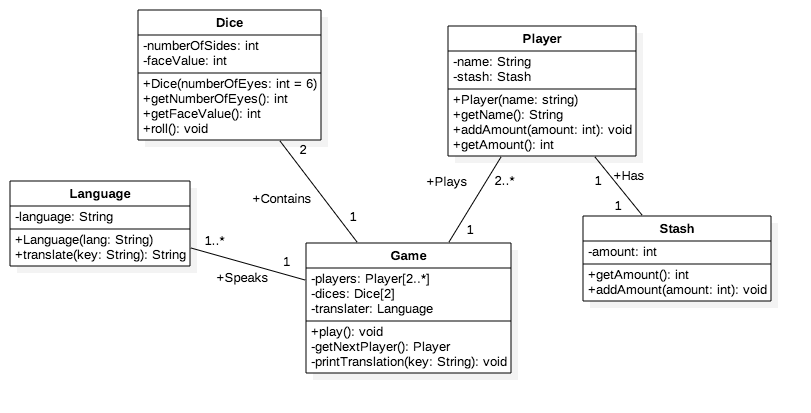 Dice
-numberOfSides: int
-faceValue: int
+Dice(numberOfEyes: int = 6)
+getNumberOfEyes(): int
+getFaceValue(): int
+roll(): void
Player
-name: String
-stash: Stash
+Player(name: string)
+getName(): String
+addAmount(amount: int): void
+getAmount(): int
2
+Contains
1
+Plays
2..*
1
+Has
1
1
Language
-language: String
+Language(lang: String)
+translate(key: String): String
1..*
1
+Speaks
Stash
-amount: int
+getAmount(): int
+addAmount(amount: int): void
Game
-players: Player[2..*]
-dices: Dice[2]
-translater: Language
+play(): void
-getNextPlayer(): Player
-printTranslation(key: String): void